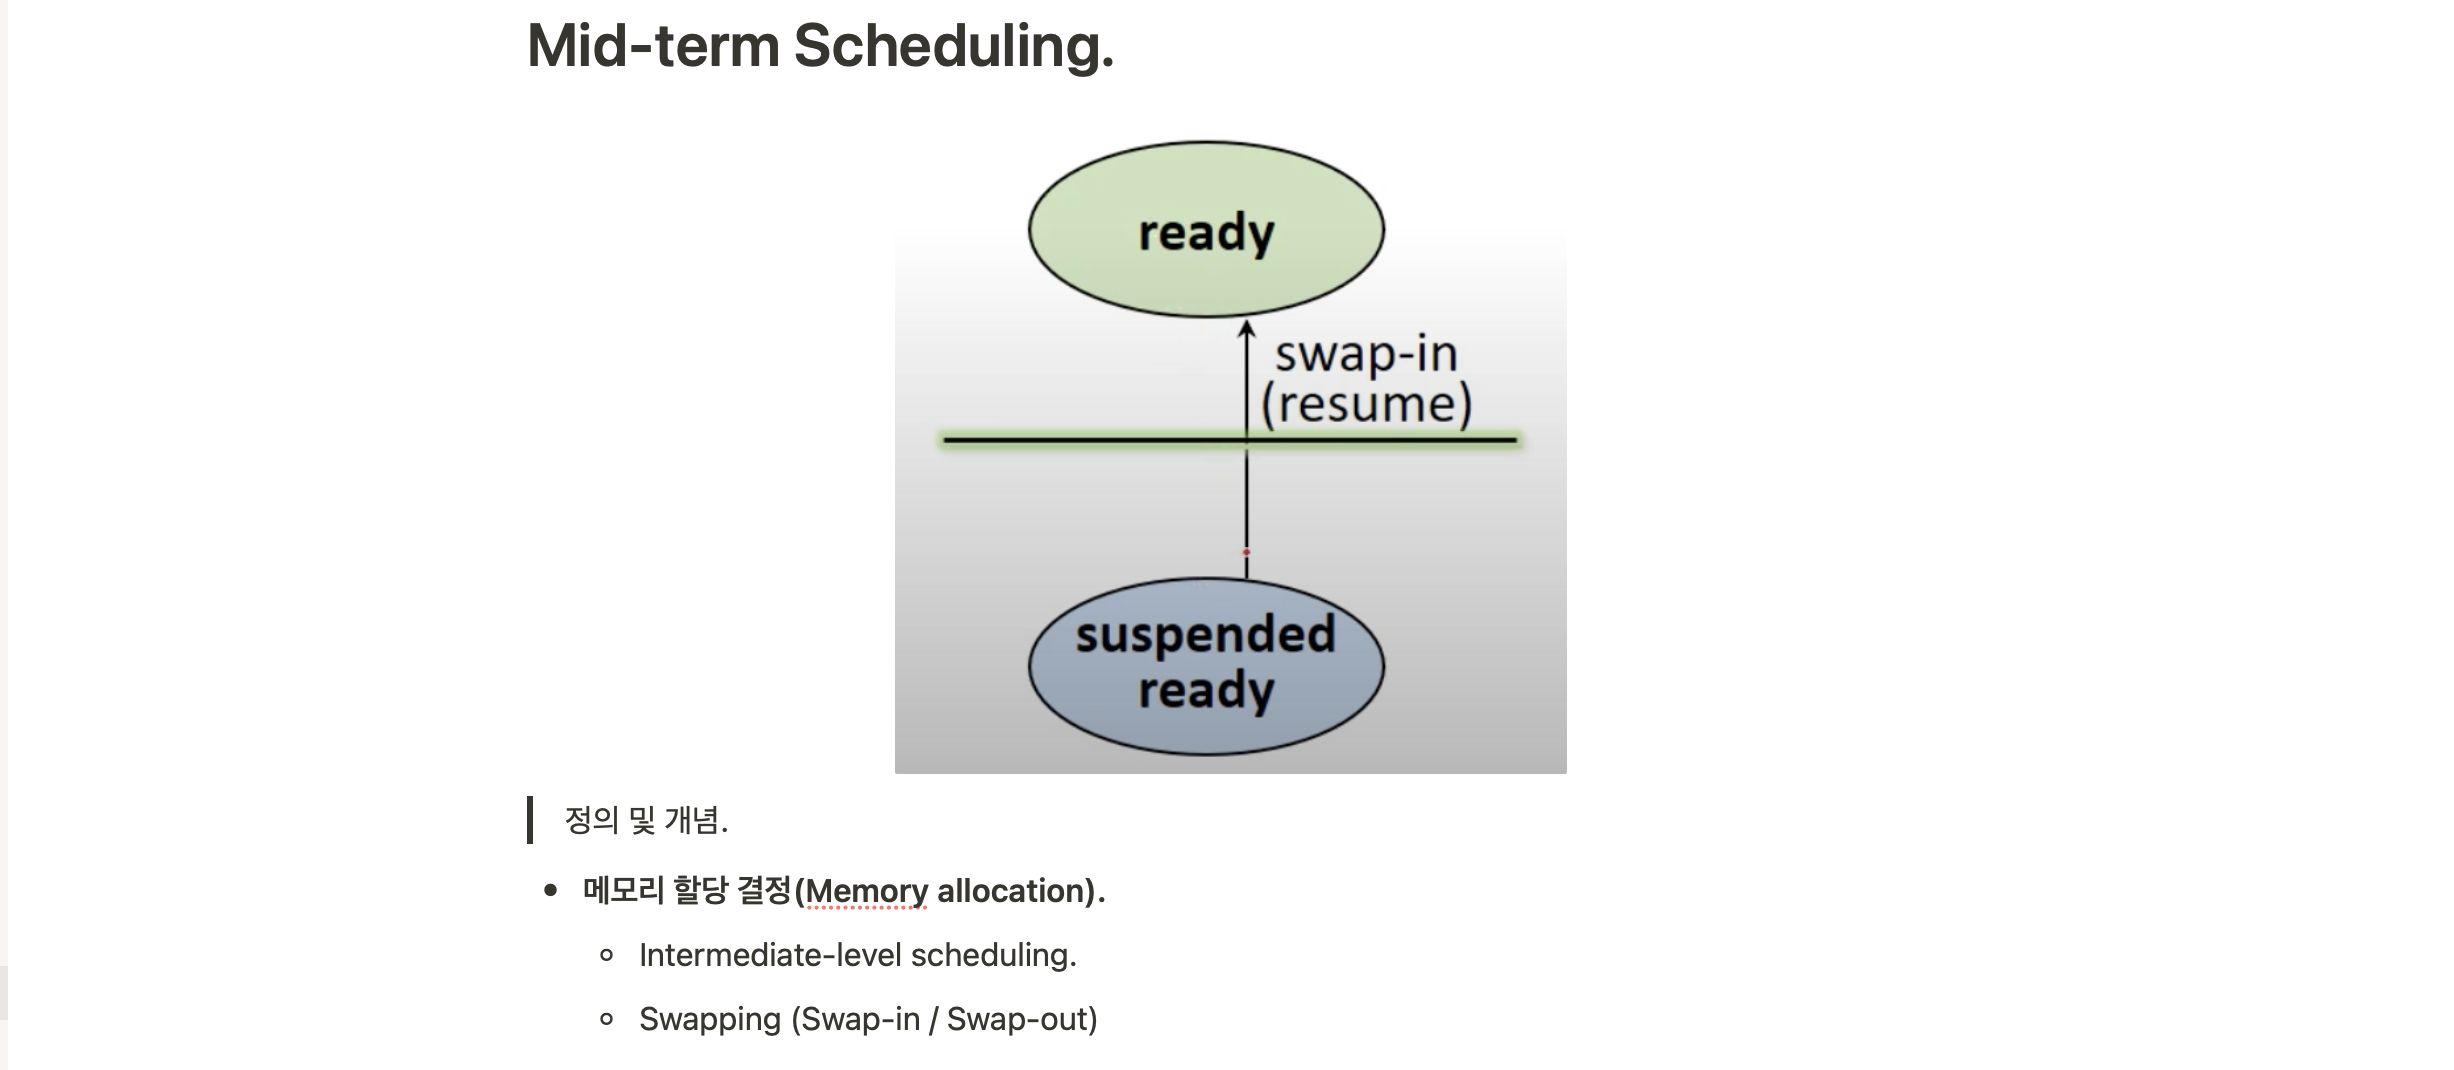 Mid-term Scheduling.
ready
swap-in
(resume)
suspended
ready
정의 및 개념.
메모리 할당 결정(Memory allocation).
Intermediate-level scheduling.
Swapping (Swap-in / Swap-out)